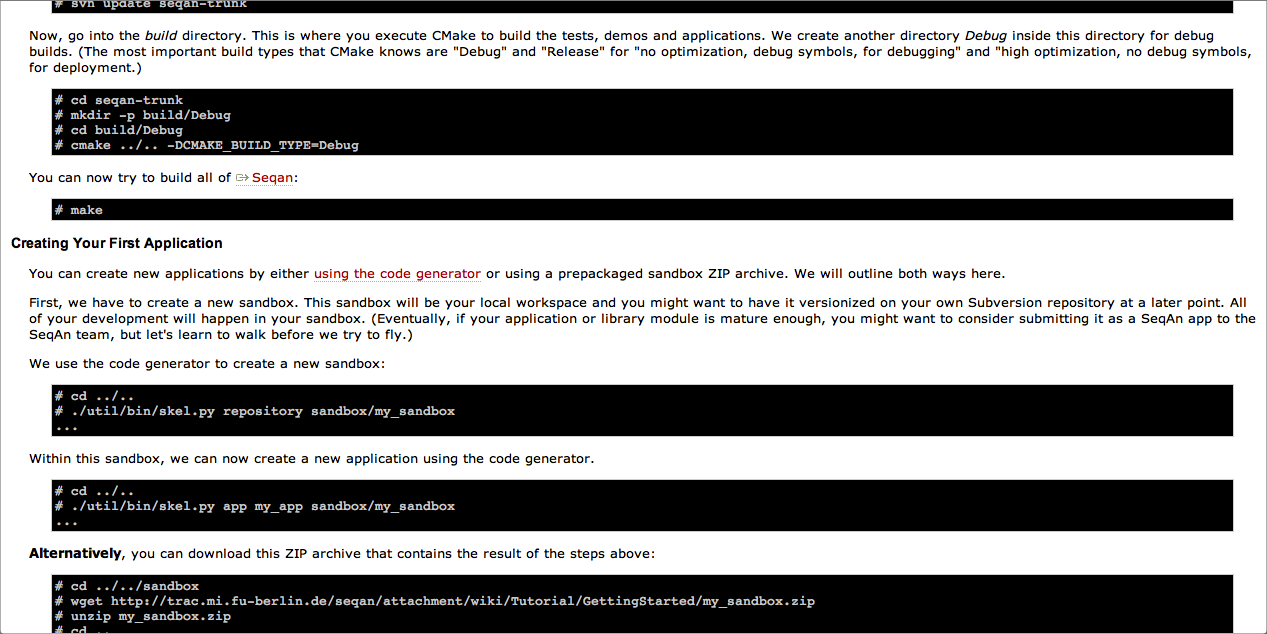 # svn update seqan-trunk
Now, go into the build directory. This is where you execute CMake to build the tests, demos and applications. We create another directory Debug inside this directory for debug
builds. (The most important build types that CMake knows are "Debug" and "Release" for "no optimization, debug symbols, for debugging" and "high optimization, no debug symbols,
for deployment.)
# cd seqan-trunk
# mkdir -p build/Debug
# cd build/Debug
# cmake ../.. -DCMAKE_BUILD_TYPE=Debug
You can now try to build all of Seqan:
# make
Creating Your First Application
You can create new applications by either using the code generator or using a prepackaged sandbox ZIP archive. We will outline both ways here.
First, we have to create a new sandbox. This sandbox will be your local workspace and you might want to have it versionized on your own Subversion repository at a later point. All
of your development will happen in your sandbox. (Eventually, if your application or library module is mature enough, you might want to consider submitting it as a SeqAn app to the
SeqAn team, but let's learn to walk before we try to fly.)
We use the code generator to create a new sandbox:
# cd ../..
# ./util/bin/skel.py repository sandbox/my_sandbox
...
Within this sandbox, we can now create a new application using the code generator.
# cd ../..
# ./util/bin/skel.py app my_app sandbox/my_sandbox
...
Alternatively, you can download this ZIP archive that contains the result of the steps above:
# cd ../../sandbox
# wget http://trac.mi.fu-berlin.de/seqan/attachment/wiki/Tutorial/GettingStarted/my_sandbox.zip
# unzip my_sandbox.zip
# cd ..